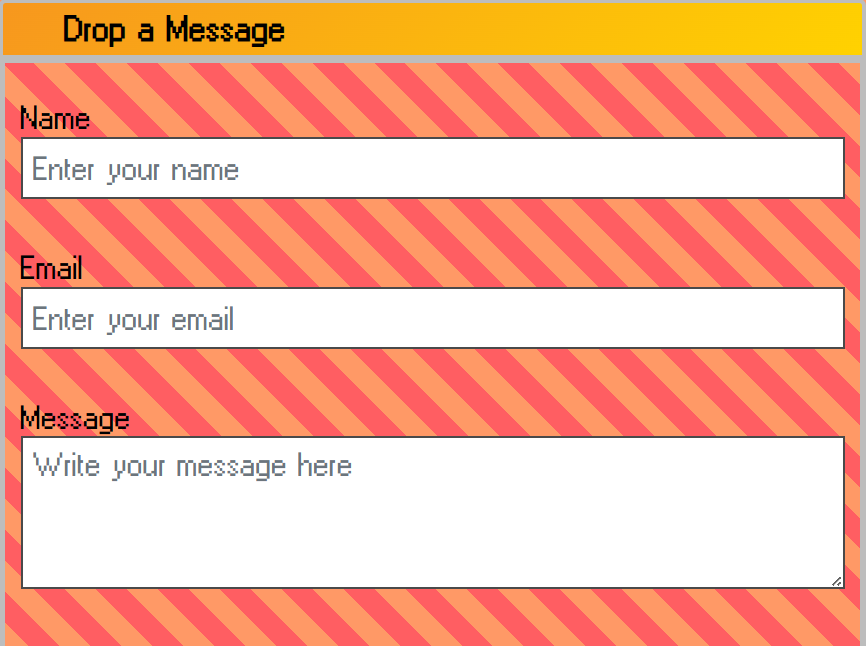 Drop a Message
Name
Enter your name
Email
Enter your email
Message
Write your message here